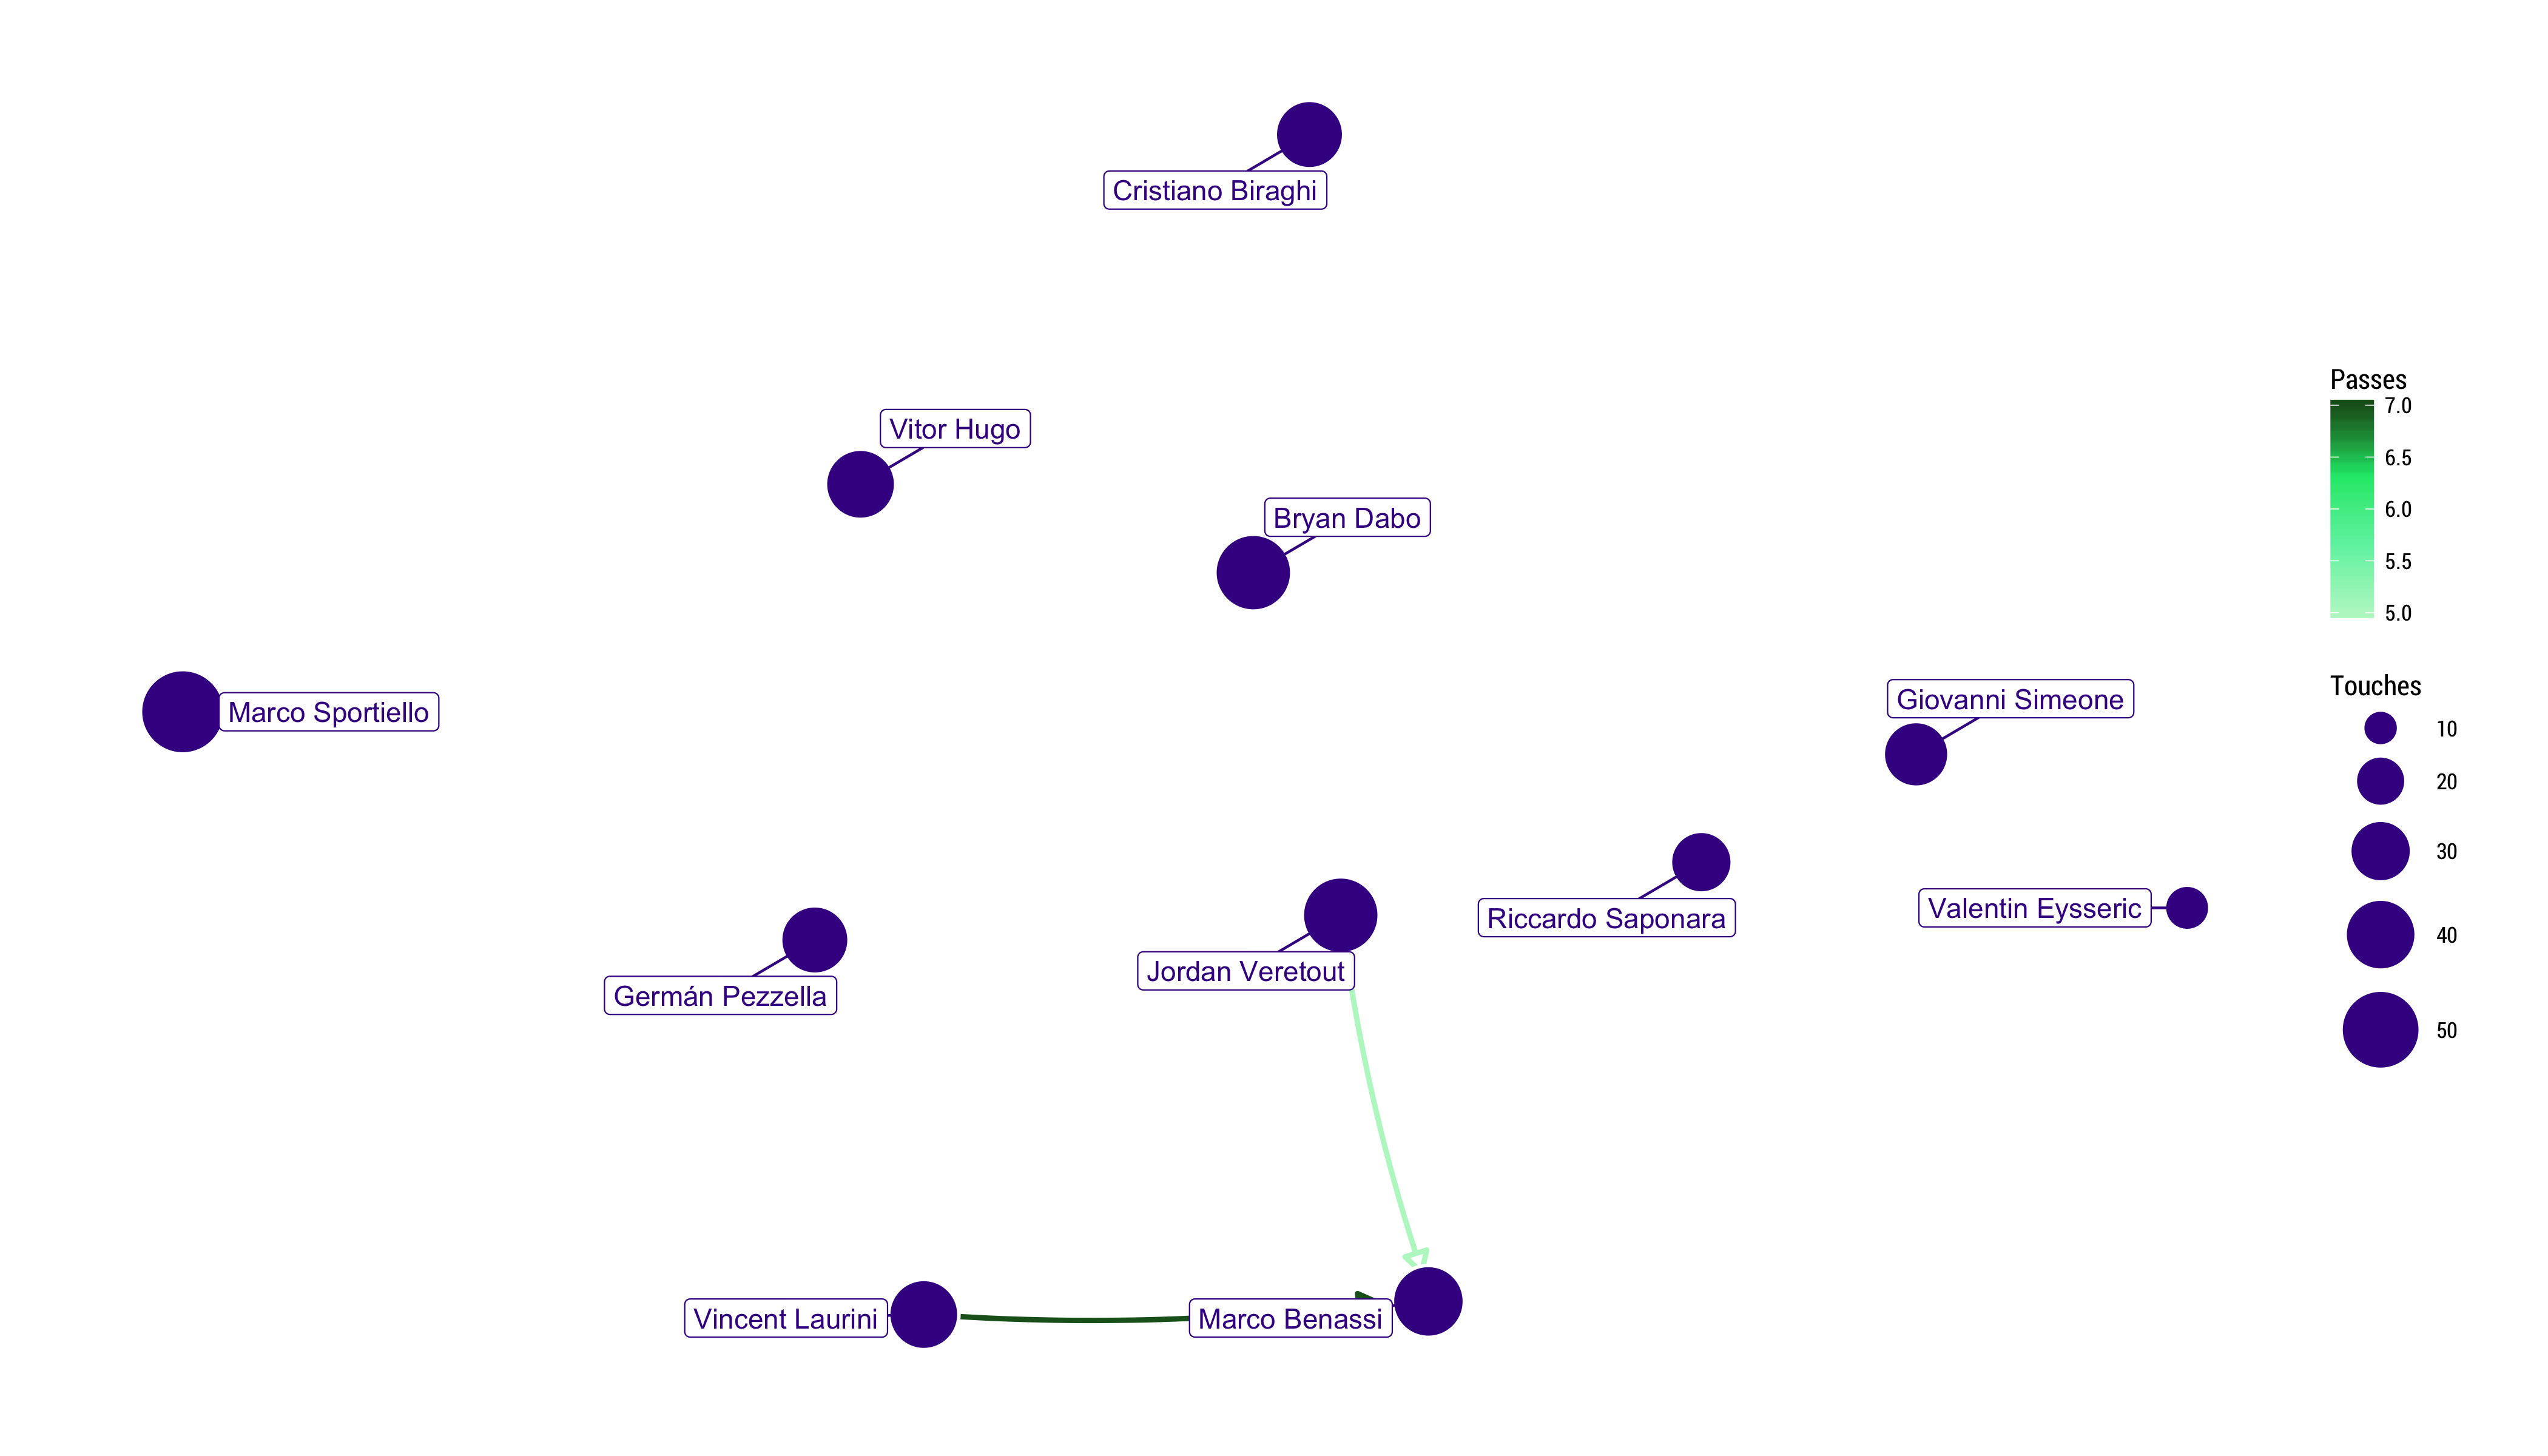 Cristiano Biraghi
Vitor Hugo
Bryan Dabo
Marco Sportiello
Giovanni Simeone
Riccardo Saponara
Valentin Eysseric
Jordan Veretout
Germán Pezzella
Vincent Laurini
Marco Benassi
Passes
7.0
6.5
6.0
5.5
5.0
Touches
10
20
30
40
50